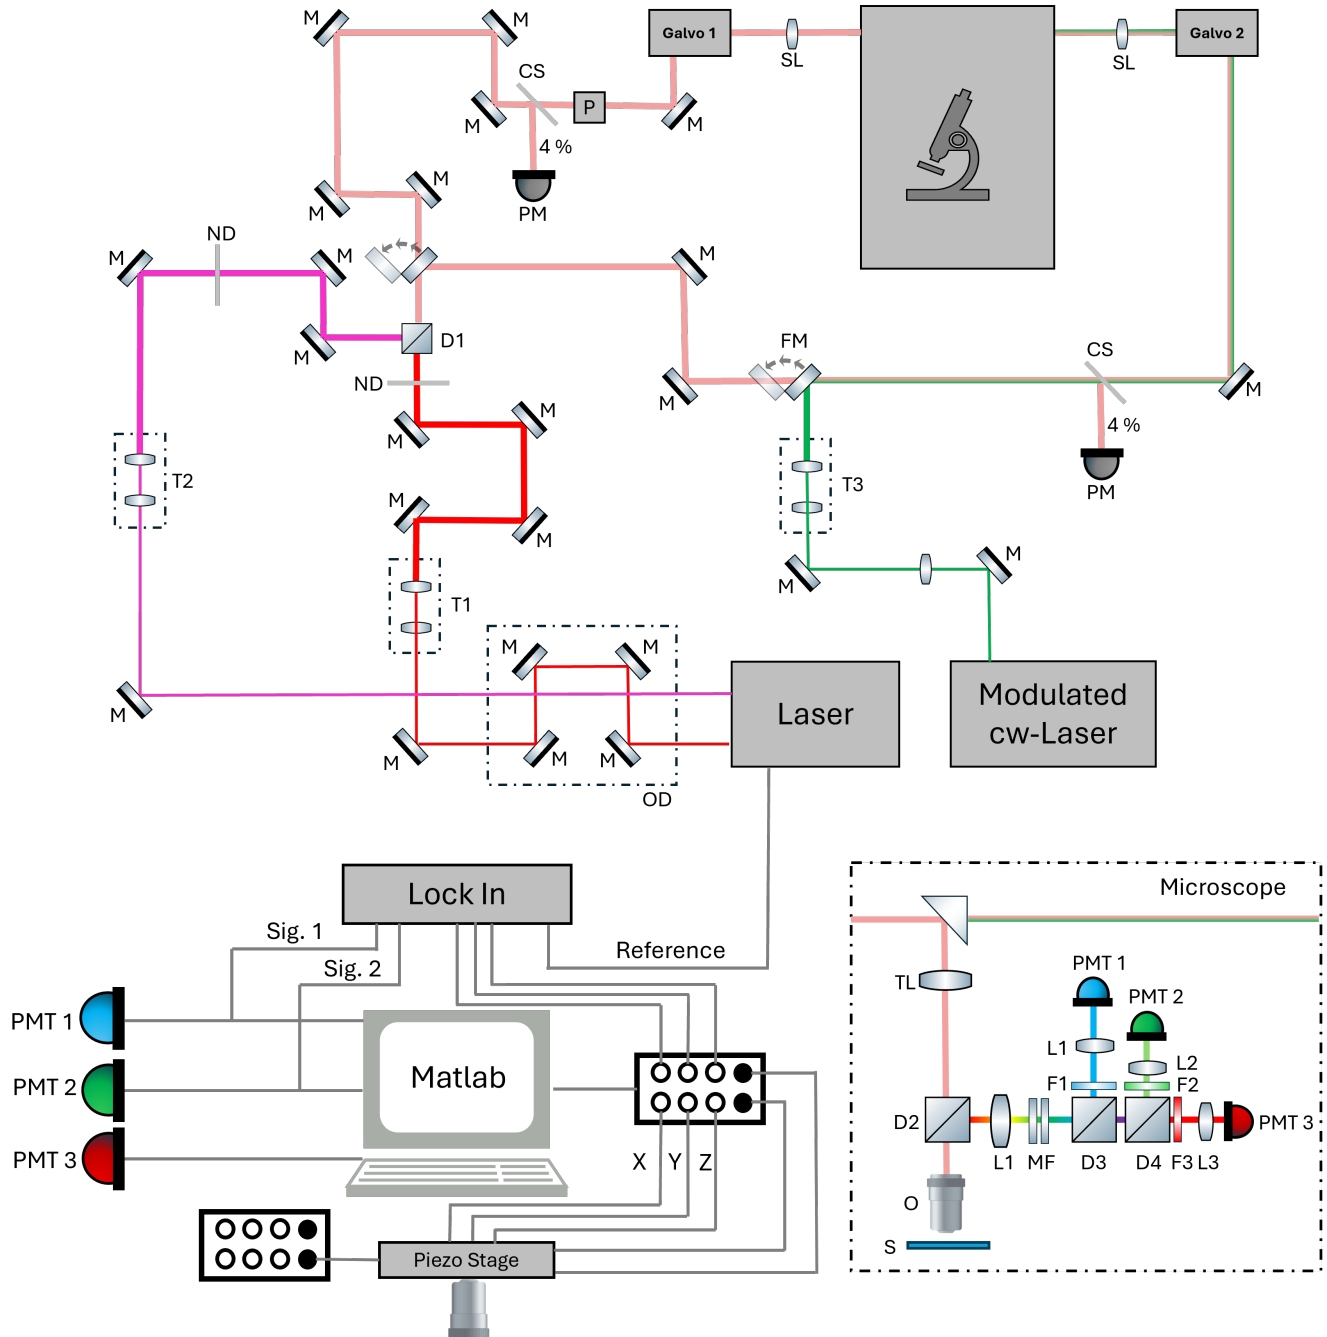 M
M
Galvo 1
SL
SL
Galvo 2
CS
M
P
M
4 %
PM
M
M
ND
M
M
M
M
D1
FM
CS
M
ND
M
M
M
M
4 %
PM
T2
T3
M
M
M
M
T1
M
M
M
OD
M
M
M
Laser
Modulated
cw-Laser
Lock In
Sig. 1
Sig. 2
Reference
PMT 1
PMT 2
PMT 3
Matlab
X
Y
Z
Piezo Stage
Microscope
TL
PMT 1
PMT 2
L1
L2
F1
F2
D2
PMT 3
L1
MF
D3
D4
F3
L3
O
S